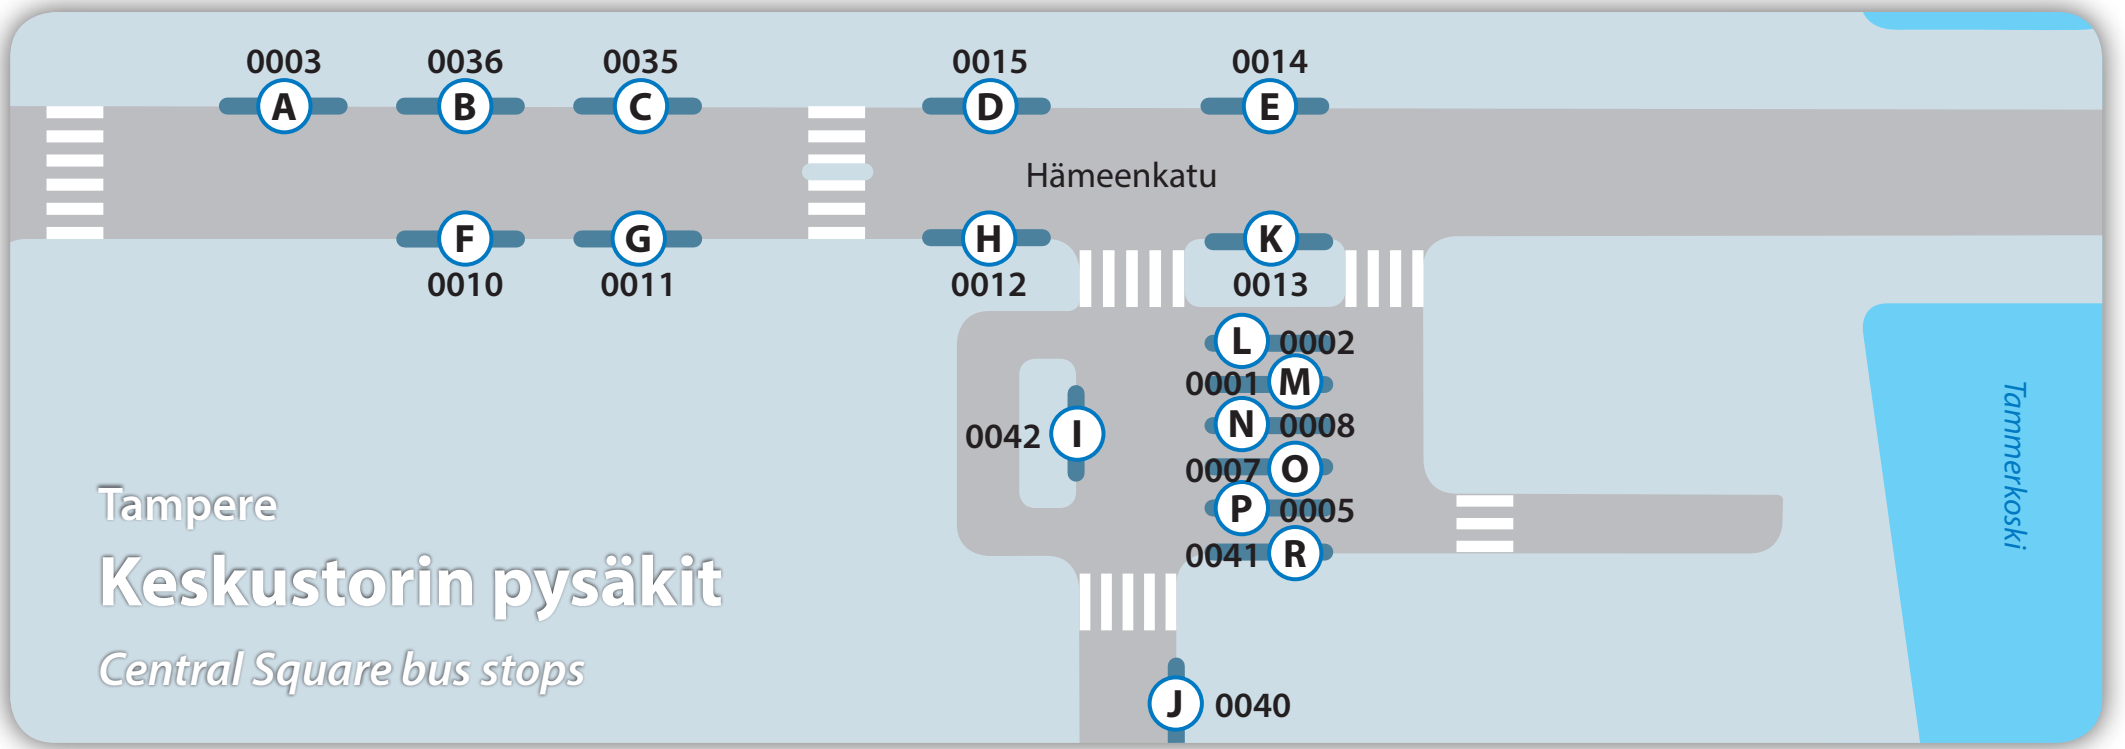 0003 0036 0035 0015 0014
A B C D E
Hämeenkatu
F G H K
0010 0011 0012 0013
L 0002
0001 M
N 0008
0042 I
0007 O
P 0005
0041 R
J 0040
Tampere
Keskustorin pysäkit
Central Square bus stops
Tammerkoski